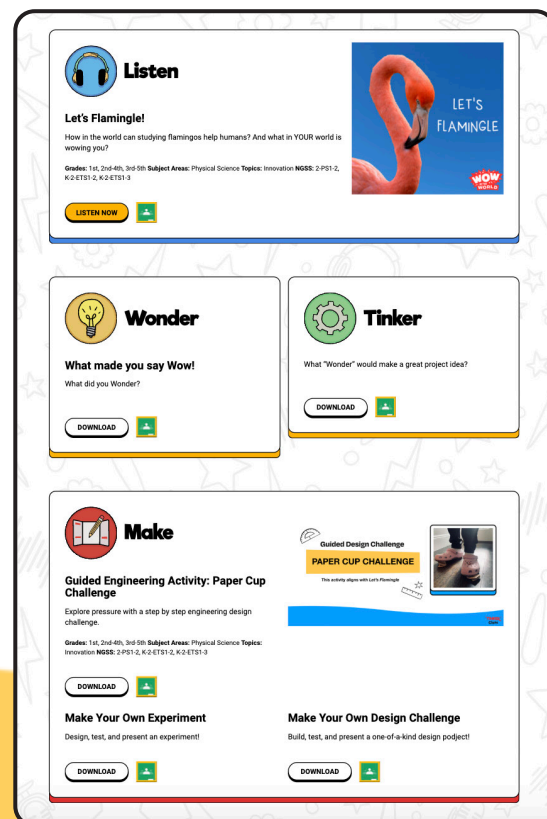 Listen
Let's Flamingle!
How in the world can studying flamingos help humans? And what in YOUR world is
wowing you?
Grades: 1st, 2nd-4th, 3rd-5th Subject Areas: Physical Science Topics: Innovation NGSS: 2-PS1-2,
K-2-ETS1-2, K-2-ETS1-3
LISTEN NOW
LET'S
FLAMINGLE
WOW
WORLD
Wonder
What made you say Wow!
What did you Wonder?
DOWNLOAD
Tinker
What "Wonder" would make a great project idea?
DOWNLOAD
Make
Guided Engineering Activity: Paper Cup
Challenge
Explore pressure with a step by step engineering design
challenge.
Grades: 1st, 2nd-4th, 3rd-5th Subject Areas: Physical Science Topics:
Innovation NGSS: 2-PS1-2, K-2-ETS1-2, K-2-ETS1-3
DOWNLOAD
Guided Design Challenge
PAPER CUP CHALLENGE
This activity aligns with Let's Flamingle
Make Your Own Experiment
Design, test, and present an experiment!
DOWNLOAD
Make Your Own Design Challenge
Build, test, and present a one-of-a-kind design podject!
DOWNLOAD